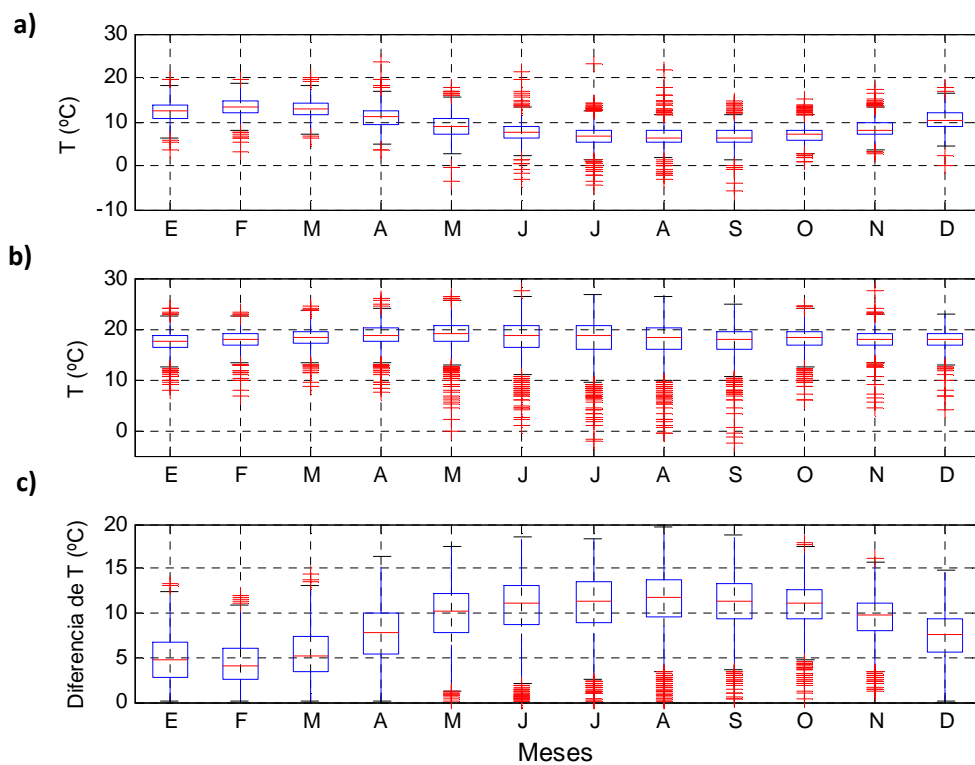 a)
T (ºC)
30
20
10
0
-10
E F M A M J J A S O N D
b)
T (ºC)
30
20
10
0
E F M A M J J A S O N D
c)
Diferencia de T (ºC)
20
15
10
5
0
E F M A M J J A S O N D
Meses